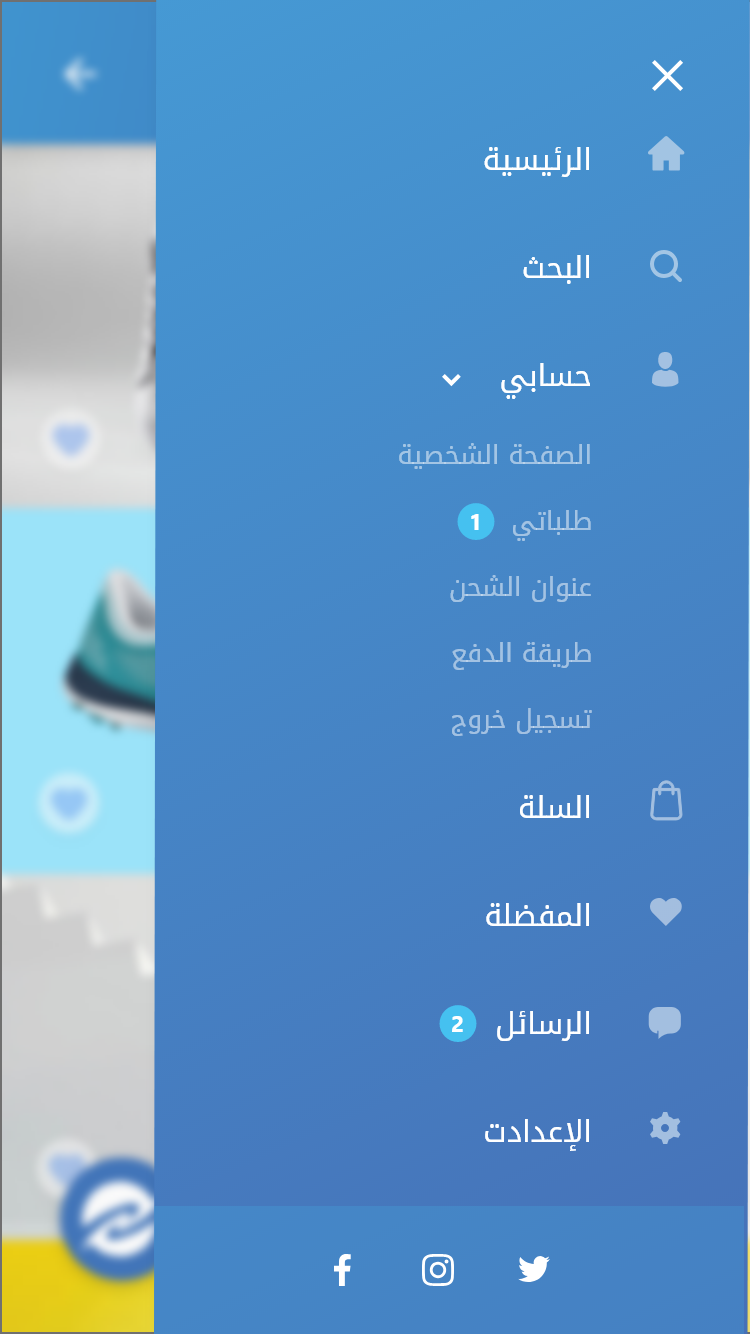 الرئيسية
البحث
حسابي
الصفحة الشخصية
طلباتي 1
عنوان الشحن
طريقة الدفع
تسجيل خروج
السلة
المفضلة
الرسائل 2
الإعدادت